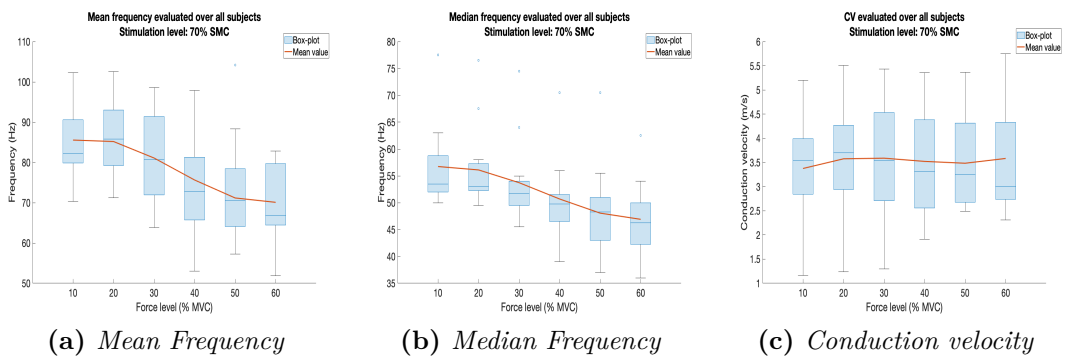 Mean frequency evaluated over all subjects
Stimulation level: 70% SMC
Box-plot
Mean value
110
100
90
80
70
60
50
Frequency (Hz)
10 20 30 40 50 60
Force level (% MVC)
(a) Mean Frequency
Median frequency evaluated over all subjects
Stimulation level: 70% SMC
Box-plot
Mean value
80
75
70
65
60
55
50
45
40
35
Frequency (Hz)
10 20 30 40 50 60
Force level (% MVC)
(b) Median Frequency
CV evaluated over all subjects
Stimulation level: 70% SMC
Box-plot
Mean value
6
5.5
5
4.5
4
3.5
3
2.5
2
1.5
1
Conduction velocity (m/s)
10 20 30 40 50 60
Force level (% MVC)
(c) Conduction velocity